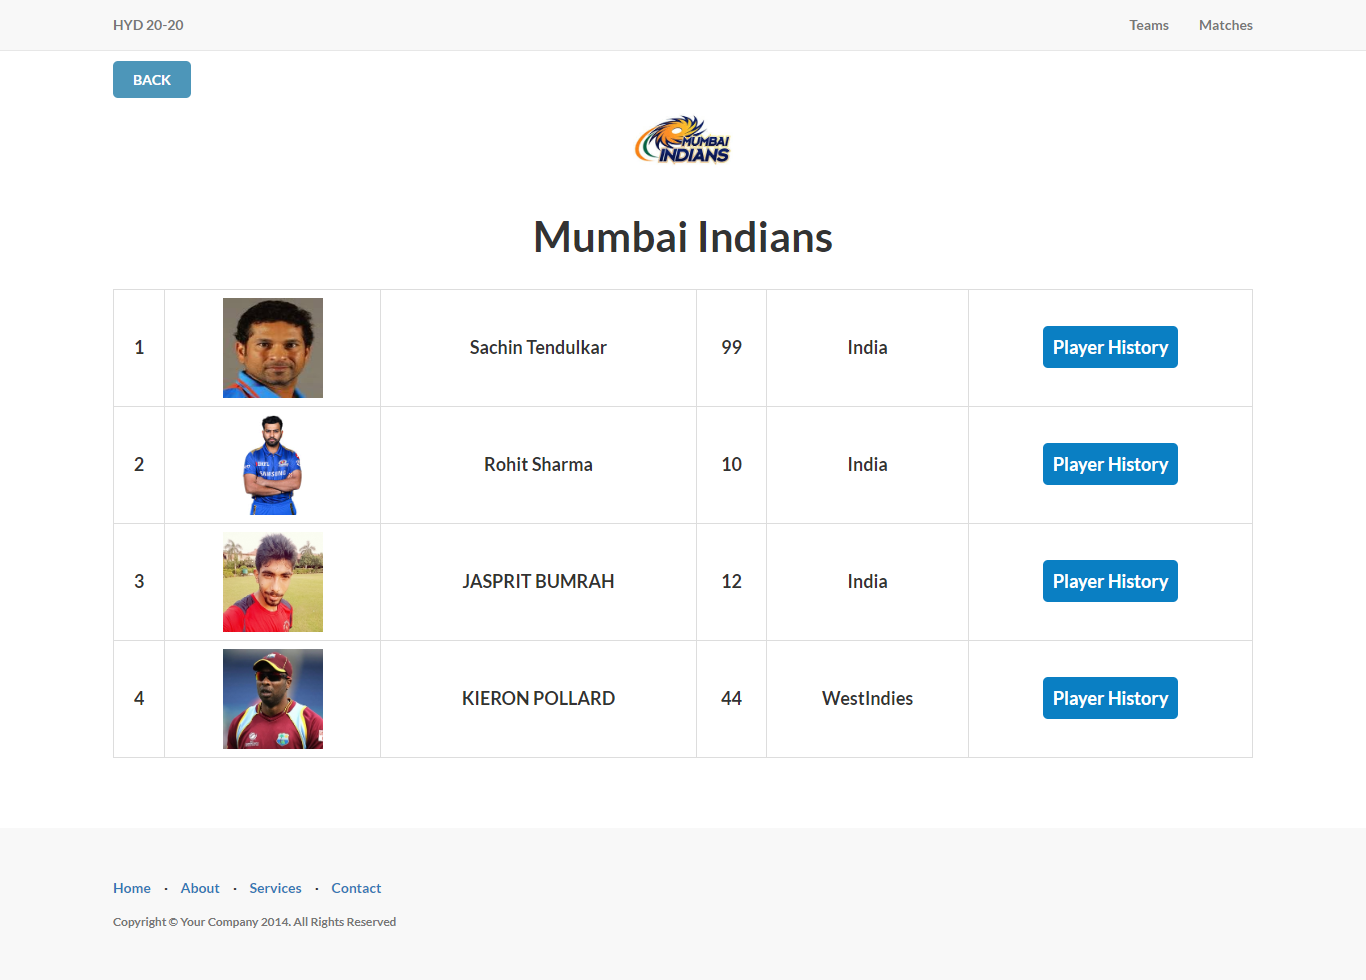 HYD 20-20 Teams Matches
BACK
MUMBAI
INDIANS
Mumbai Indians
1 Sachin Tendulkar 99 India Player History
2 Rohit Sharma 10 India Player History
SAMSUNG
3 JASPRIT BUMRAH 12 India Player History
4 KIERON POLLARD 44 WestIndies Player History
Home · About · Services · Contact
Copyright © Your Company 2014. All Rights Reserved